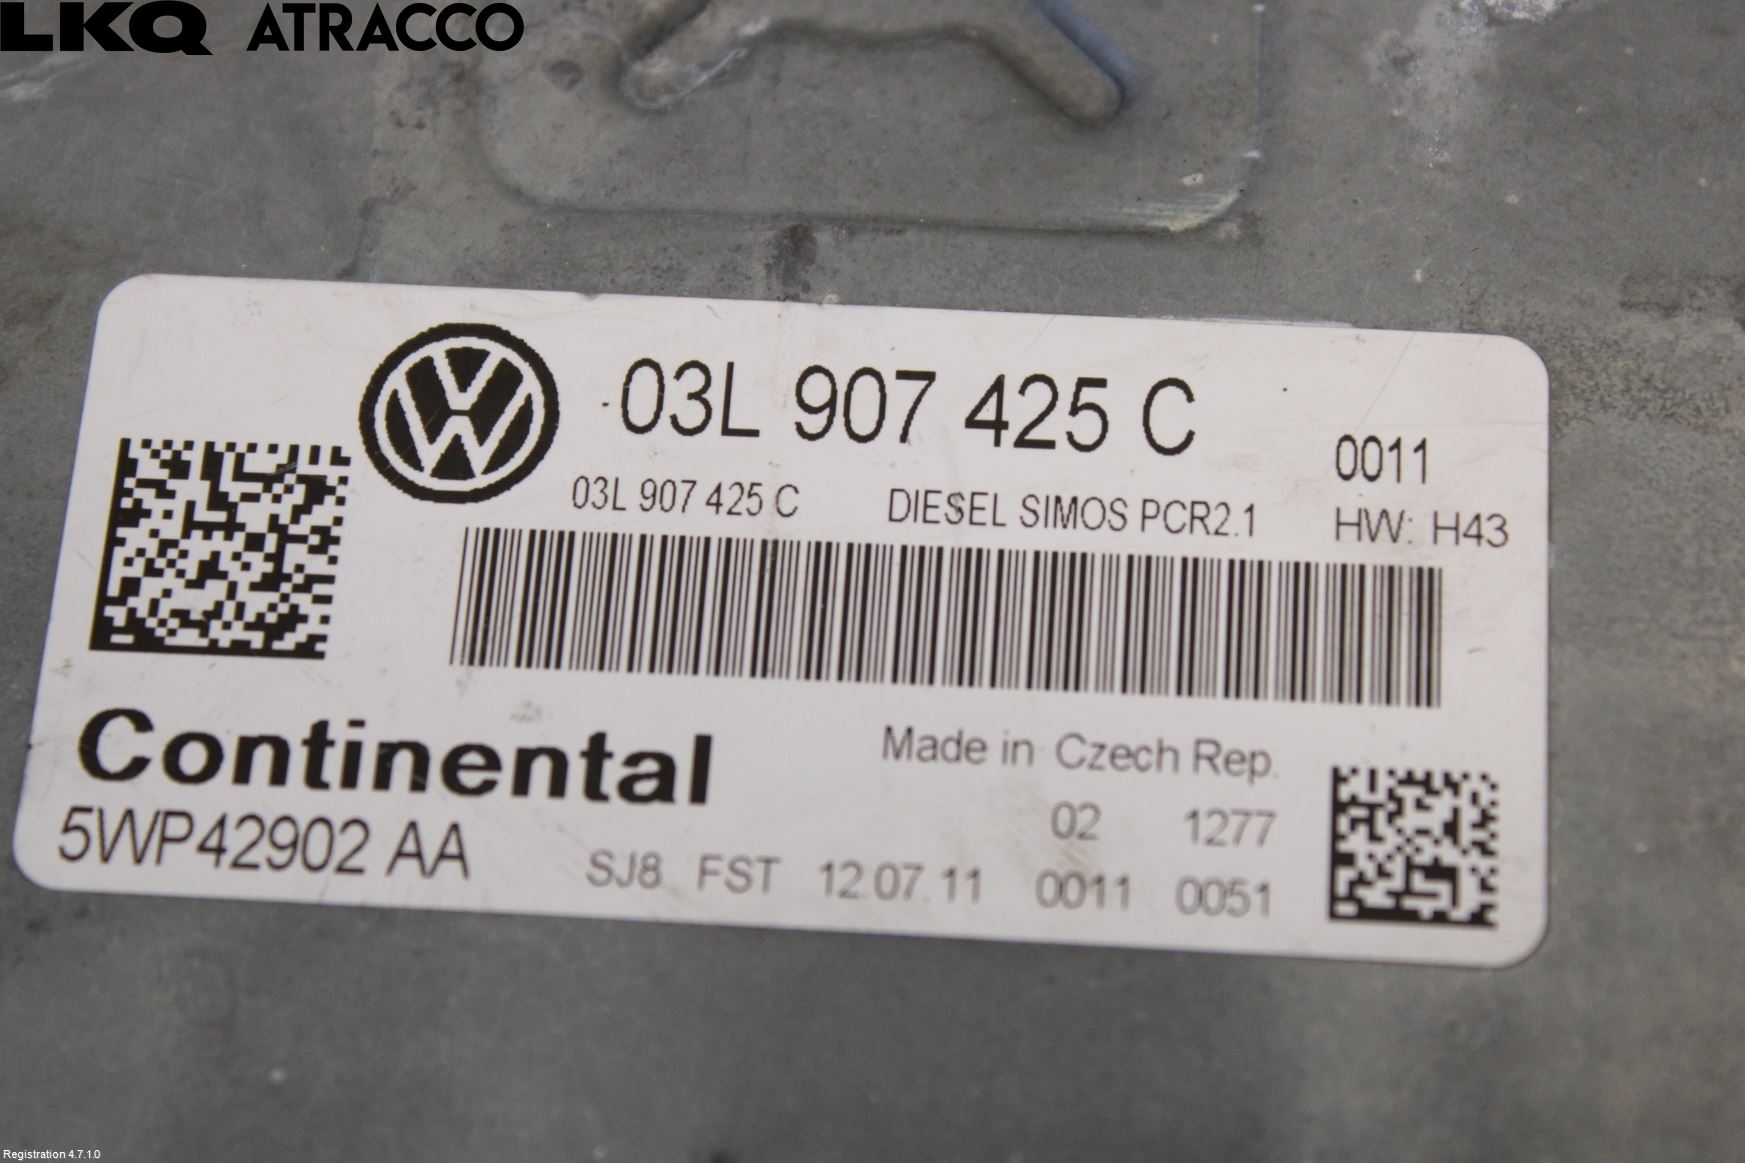 LKQ ATRACCO
03L 907 425 C
0011
03L 907 425 C DIESEL SIMOS PCR2.1 HW: H43
Continental
Made in Czech Rep.
5WP42902 AA
02 1277
SJ8 FST 12.07.11 0011 0051
Registration 4.7.1.0